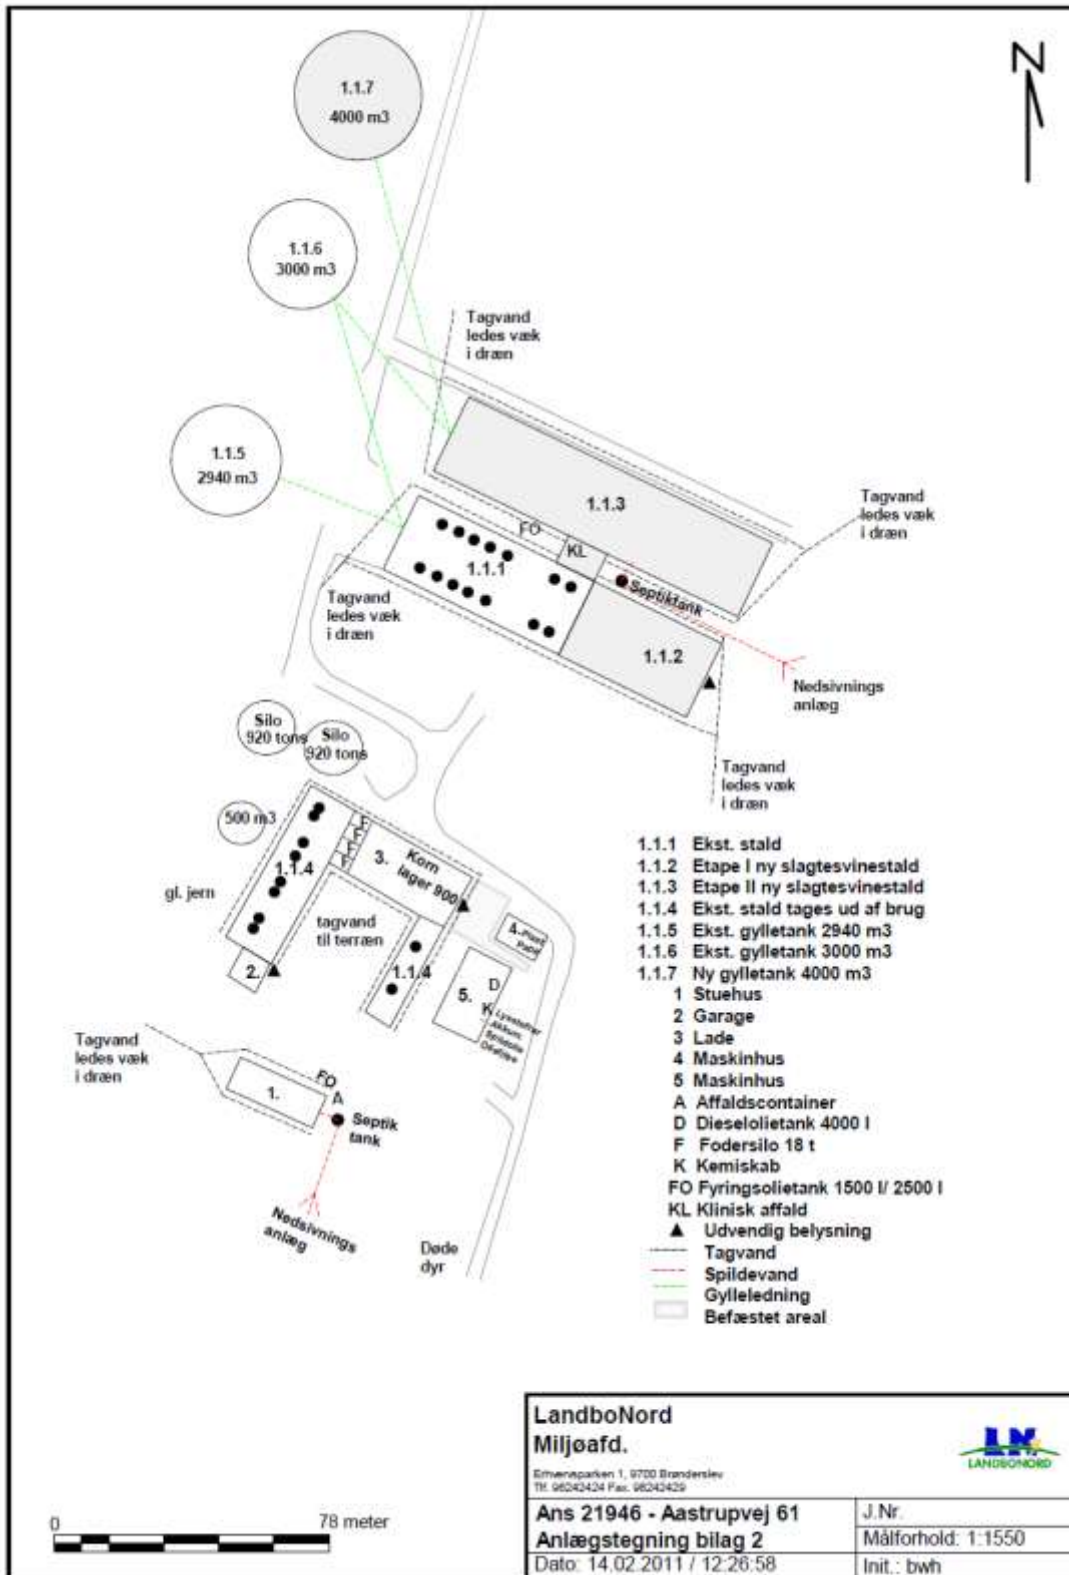 N
1.1.7
4000 m3
1.1.6
3000 m3
Tagvand
ledes væk
i dræn
1.1.5
2940 m3
1.1.3
Tagvand
ledes væk
i dræn
FO
KL
1.1.1
Septiktank
Tagvand
ledes væk
i dræn
1.1.2
Nedsivnings
anlæg
Silo
920 tons
Silo
920 tons
Tagvand
ledes væk
i dræn
500 m3
F
F
F
F
3. Korn
lager 900
1.1.4
gl. jern
tagvand
til terræn
4.
1.1.4
2.
5.
D
K
Tagvand
ledes væk
i dræn
FO
A
1.
Septik
tank
Nedsivnings
anlæg
Døde
dyr
1.1.1 Ekst. stald
1.1.2 Etape I ny slagtesvinestald
1.1.3 Etape II ny slagtesvinestald
1.1.4 Ekst. stald tages ud af brug
1.1.5 Ekst. gylletank 2940 m3
1.1.6 Ekst. gylletank 3000 m3
1.1.7 Ny gylletank 4000 m3
1 Stuehus
2 Garage
3 Lade
4 Maskinhus
5 Maskinhus
A Affaldscontainer
D Dieselolietank 4000 l
F Fodersilo 18 t
K Kemiskab
FO Fyringsolietank 1500 l/ 2500 l
KL Klinisk affald
▲ Udvendig belysning
Tagvand
Spildevand
Gylleledning
Befæstet areal
LandboNord
Miljøafd.
Erhvervsparken 1, 9700 Brønderslev
Tlf. 96242424 Fax. 96242429
LN
LANDBONORD
Ans 21946 - Aastrupvej 61
Anlægstegning bilag 2
Dato: 14.02.2011 / 12:26:58
J.Nr.
Målforhold: 1:1550
Init.: bwh
0
78 meter